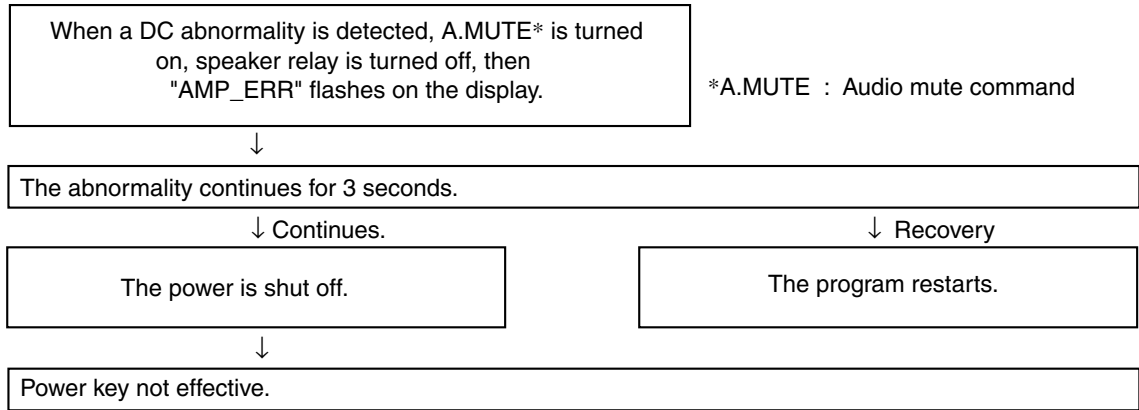 When a DC abnormality is detected, A.MUTE* is turned
on, speaker relay is turned off, then
"AMP_ERR" flashes on the display.
*A.MUTE : Audio mute command
↓
The abnormality continues for 3 seconds.
↓ Continues.
↓ Recovery
The power is shut off.
The program restarts.
↓
Power key not effective.